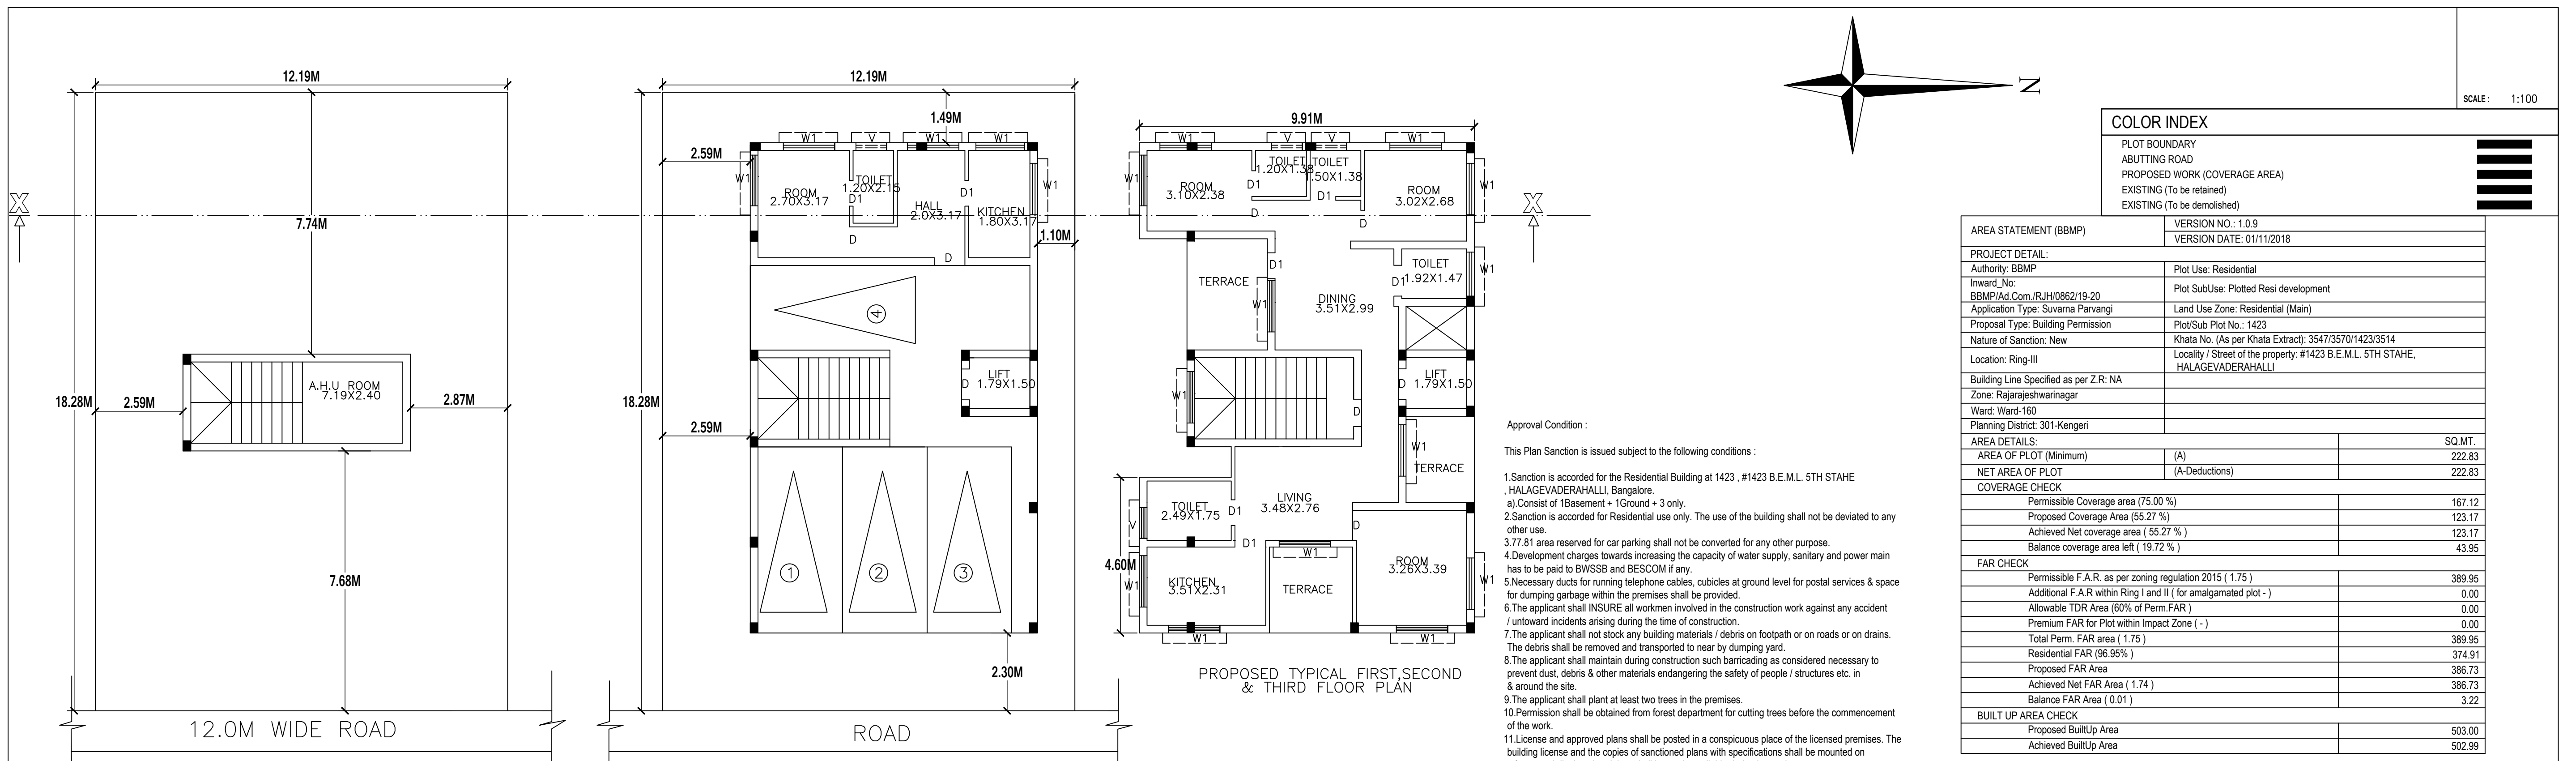 12.19M
7.74M
A.H.U ROOM
7.19X2.40
18.28M
2.59M
2.87M
7.68M
12.0M WIDE ROAD
X
12.19M
1.49M
W1
V
W1
W1
2.59M
W1
ROOM
2.70X3.17
TOILET
1.20X2.15
D1
D1
HALL
2.0X3.17
KITCHEN
1.80X3.17
W1
1.10M
D
D
4
18.28M
2.59M
LIFT
D 1.79X1.50
1
2
3
2.30M
ROAD
9.91M
W1
V
V
W1
W1
ROOM
3.10X2.38
TOILET
1.20X1.38
TOILET
1.50X1.38
D1
D1
ROOM
3.02X2.68
W1
X
D
D
TERRACE
D1
W1
DINING
3.51X2.99
TOILET
D1 1.92X1.47
W1
W1
D
LIFT
D 1.79X1.50
W1
TERRACE
LIVING
3.48X2.76
TOILET
2.49X1.75
V
D1
D1
D
W1
4.60M
W1
KITCHEN
3.51X2.31
TERRACE
ROOM
3.26X3.39
W1
W1
W1
PROPOSED TYPICAL FIRST,SECOND
& THIRD FLOOR PLAN
N
Approval Condition :
This Plan Sanction is issued subject to the following conditions :
1.Sanction is accorded for the Residential Building at 1423 , #1423 B.E.M.L. 5TH STAHE
, HALAGEVADERAHALLI, Bangalore.
a).Consist of 1Basement + 1Ground + 3 only.
2.Sanction is accorded for Residential use only. The use of the building shall not be deviated to any
other use.
3.77.81 area reserved for car parking shall not be converted for any other purpose.
4.Development charges towards increasing the capacity of water supply, sanitary and power main
has to be paid to BWSSB and BESCOM if any.
5.Necessary ducts for running telephone cables, cubicles at ground level for postal services & space
for dumping garbage within the premises shall be provided.
6.The applicant shall INSURE all workmen involved in the construction work against any accident
/ untoward incidents arising during the time of construction.
7.The applicant shall not stock any building materials / debris on footpath or on roads or on drains.
The debris shall be removed and transported to near by dumping yard.
8.The applicant shall maintain during construction such barricading as considered necessary to
prevent dust, debris & other materials endangering the safety of people / structures etc. in
& around the site.
9.The applicant shall plant at least two trees in the premises.
10.Permission shall be obtained from forest department for cutting trees before the commencement
of the work.
11.License and approved plans shall be posted in a conspicuous place of the licensed premises. The
building license and the copies of sanctioned plans with specifications shall be mounted on
SCALE : 1:100
COLOR INDEX
PLOT BOUNDARY
ABUTTING ROAD
PROPOSED WORK (COVERAGE AREA)
EXISTING (To be retained)
EXISTING (To be demolished)
AREA STATEMENT (BBMP)
VERSION NO.: 1.0.9
VERSION DATE: 01/11/2018
PROJECT DETAIL:
Authority: BBMP Plot Use: Residential
Inward_No:
BBMP/Ad.Com./RJH/0862/19-20 Plot SubUse: Plotted Resi development
Application Type: Suvarna Parvangi Land Use Zone: Residential (Main)
Proposal Type: Building Permission Plot/Sub Plot No.: 1423
Nature of Sanction: New Khata No. (As per Khata Extract): 3547/3570/1423/3514
Location: Ring-III Locality / Street of the property: #1423 B.E.M.L. 5TH STAHE,
HALAGEVADERAHALLI
Building Line Specified as per Z.R: NA
Zone: Rajarajeshwarinagar
Ward: Ward-160
Planning District: 301-Kengeri
AREA DETAILS: SQ.MT.
AREA OF PLOT (Minimum) (A) 222.83
NET AREA OF PLOT (A-Deductions) 222.83
COVERAGE CHECK
Permissible Coverage area (75.00 %) 167.12
Proposed Coverage Area (55.27 %) 123.17
Achieved Net coverage area ( 55.27 % ) 123.17
Balance coverage area left ( 19.72 % ) 43.95
FAR CHECK
Permissible F.A.R. as per zoning regulation 2015 ( 1.75 ) 389.95
Additional F.A.R within Ring I and II ( for amalgamated plot - ) 0.00
Allowable TDR Area (60% of Perm.FAR ) 0.00
Premium FAR for Plot within Impact Zone ( - ) 0.00
Total Perm. FAR area ( 1.75 ) 389.95
Residential FAR (96.95% ) 374.91
Proposed FAR Area 386.73
Achieved Net FAR Area ( 1.74 ) 386.73
Balance FAR Area ( 0.01 ) 3.22
BUILT UP AREA CHECK
Proposed BuiltUp Area 503.00
Achieved BuiltUp Area 502.99